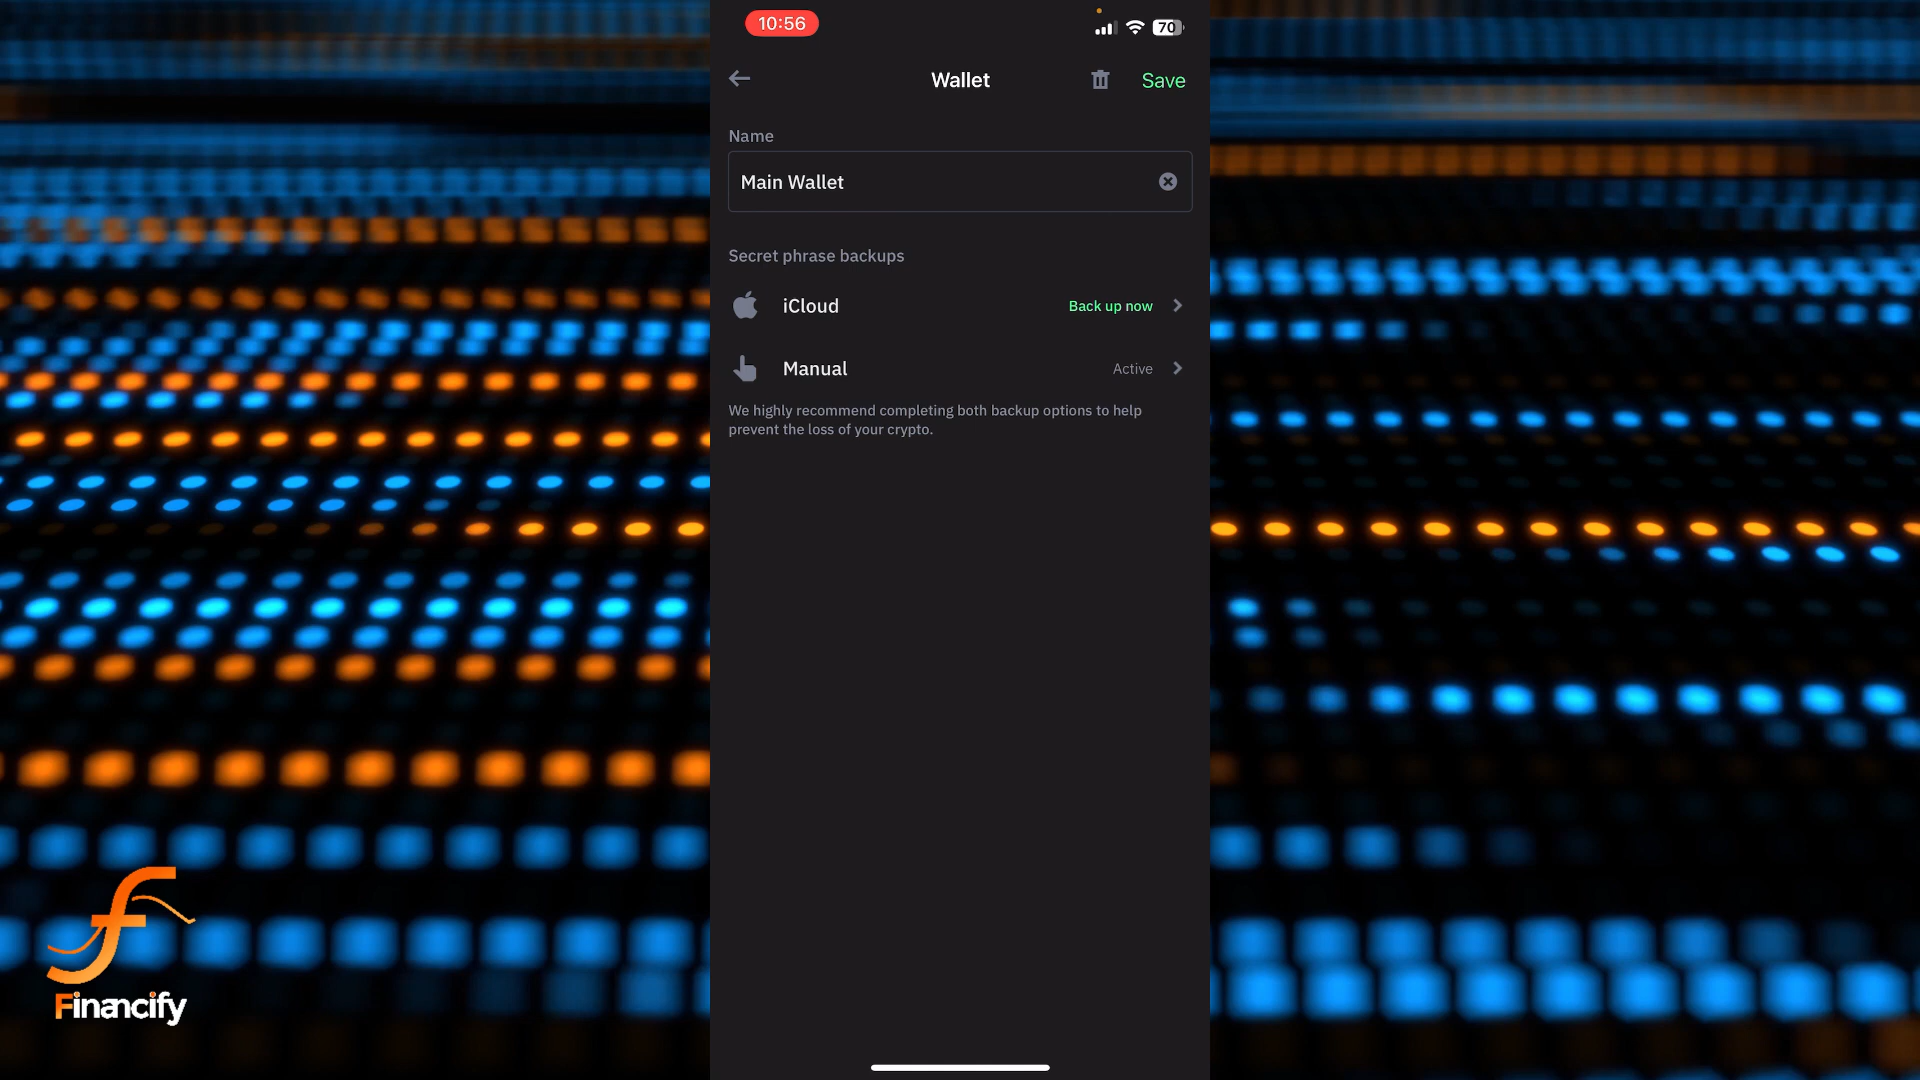 10:56
70
Wallet
Save
Name
Main Wallet
Secret phrase backups
iCloud
Back up now
Manual
Active
We highly recommend completing both backup options to help
prevent the loss of your crypto.
Financify